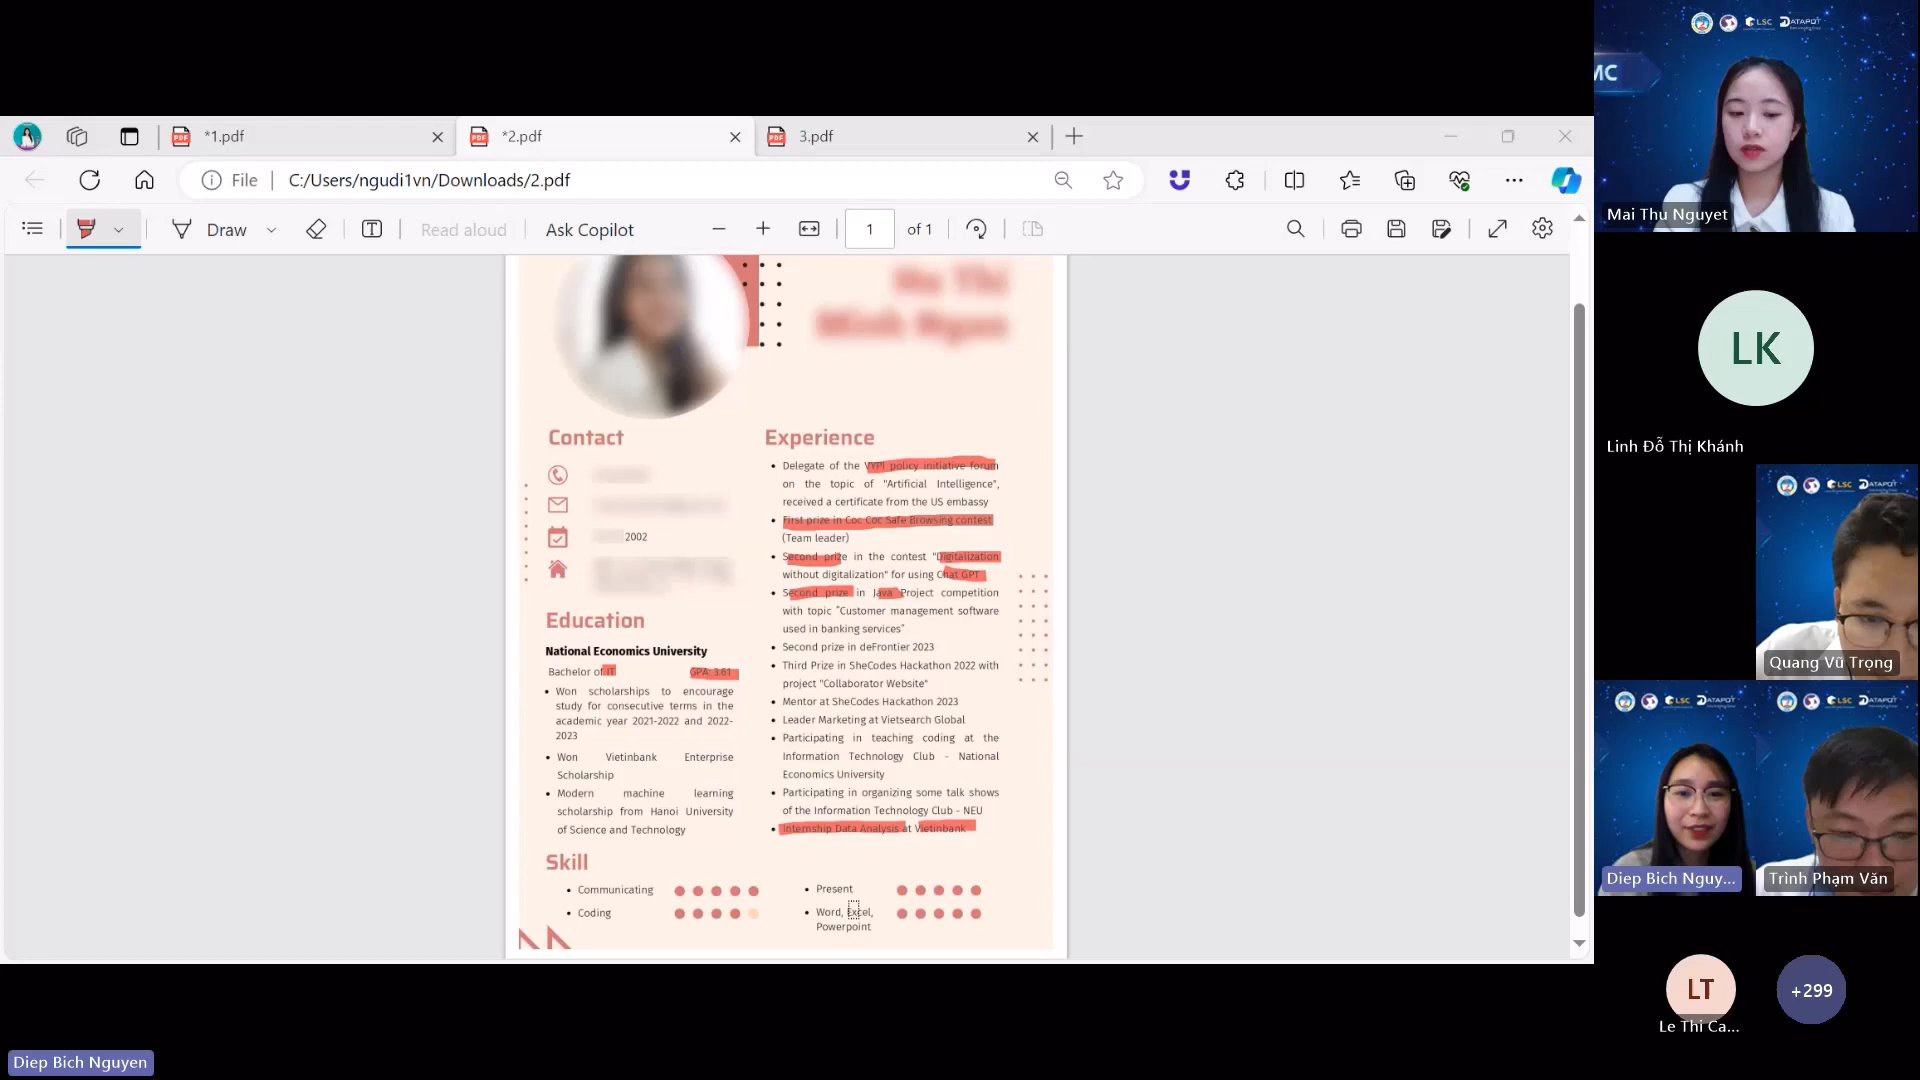 *1.pdf
*2.pdf
3.pdf
File
C:/Users/ngudi1vn/Downloads/2.pdf
Draw
Read aloud
Ask Copilot
1
of 1
Contact
2002
Education
National Economics University
Bachelor of IT
GPA: 3.61
• Won scholarships to encourage
study for consecutive terms in the
academic year 2021-2022 and 2022-
2023
• Won Vietinbank Enterprise
Scholarship
• Modern machine learning
scholarship from Hanoi University
of Science and Technology
Experience
• Delegate of the VYPI policy initiative forum
on the topic of "Artificial Intelligence",
received a certificate from the US embassy
• First prize in Coc Coc Safe Browsing contest
(Team leader)
• Second prize in the contest "Digitalization
without digitalization" for using Chat GPT
• Second prize in Java Project competition
with topic "Customer management software
used in banking services"
• Second prize in deFrontier 2023
• Third Prize in SheCodes Hackathon 2022 with
project "Collaborator Website"
• Mentor at SheCodes Hackathon 2023
• Leader Marketing at Vietsearch Global
• Participating in teaching coding at the
Information Technology Club - National
Economics University
• Participating in organizing some talk shows
of the Information Technology Club - NEU
• Internship Data Analysis at Vietinbank
Skill
• Communicating
• Coding
• Present
• Word, Excel,
Powerpoint
LSC DATAPOT
MC
Mai Thu Nguyet
LK
Linh Đỗ Thị Khánh
LSC DATAPOT
Quang Vũ Trọng
LSC DATAPOT
Diep Bich Nguy...
LSC DATAPOT
Trình Phạm Văn
LT
Le Thi Ca...
+299
Diep Bich Nguyen